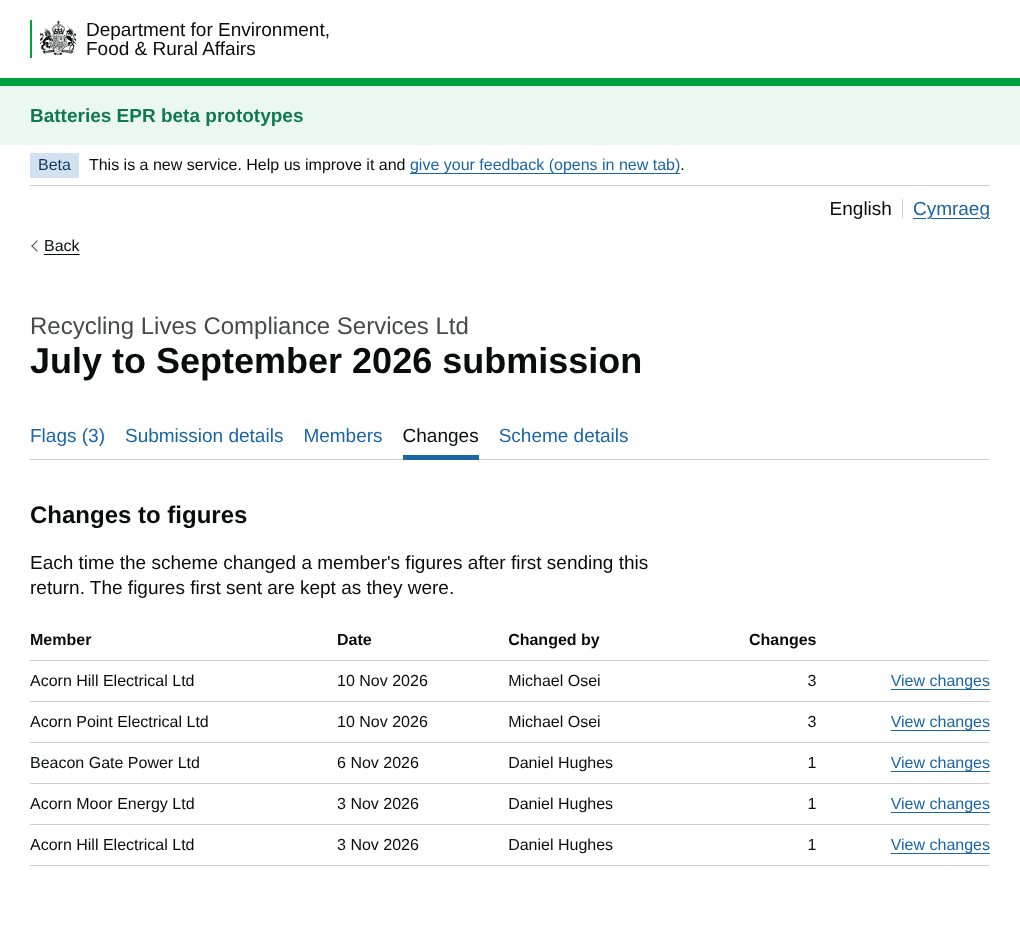 Department for Environment,
Food & Rural Affairs
Batteries EPR beta prototypes
Beta This is a new service. Help us improve it and give your feedback (opens in new tab).
English Cymraeg
Back
Recycling Lives Compliance Services Ltd
July to September 2026 submission
Flags (3) Submission details Members Changes Scheme details
Changes to figures
Each time the scheme changed a member's figures after first sending this
return. The figures first sent are kept as they were.
Member Date Changed by Changes
Acorn Hill Electrical Ltd 10 Nov 2026 Michael Osei 3 View changes
Acorn Point Electrical Ltd 10 Nov 2026 Michael Osei 3 View changes
Beacon Gate Power Ltd 6 Nov 2026 Daniel Hughes 1 View changes
Acorn Moor Energy Ltd 3 Nov 2026 Daniel Hughes 1 View changes
Acorn Hill Electrical Ltd 3 Nov 2026 Daniel Hughes 1 View changes